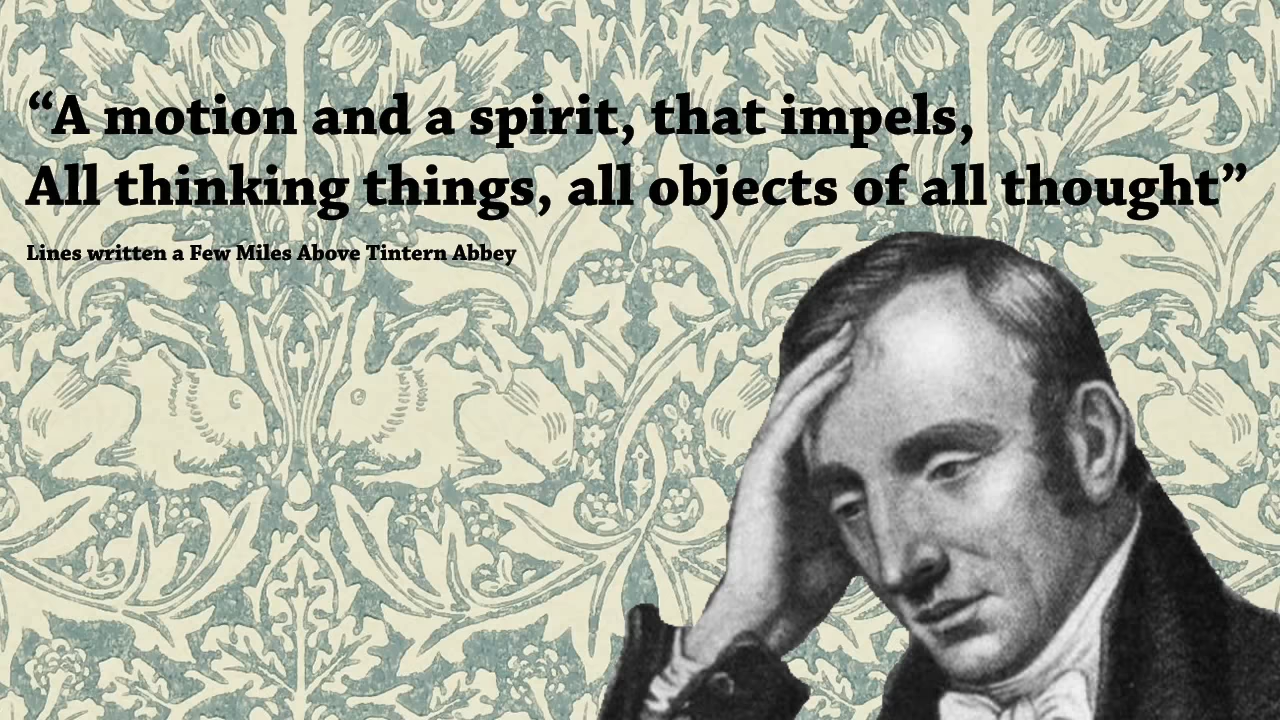 “A motion and a spirit, that impels,
All thinking things, all objects of all thought”
Lines written a Few Miles Above Tintern Abbey